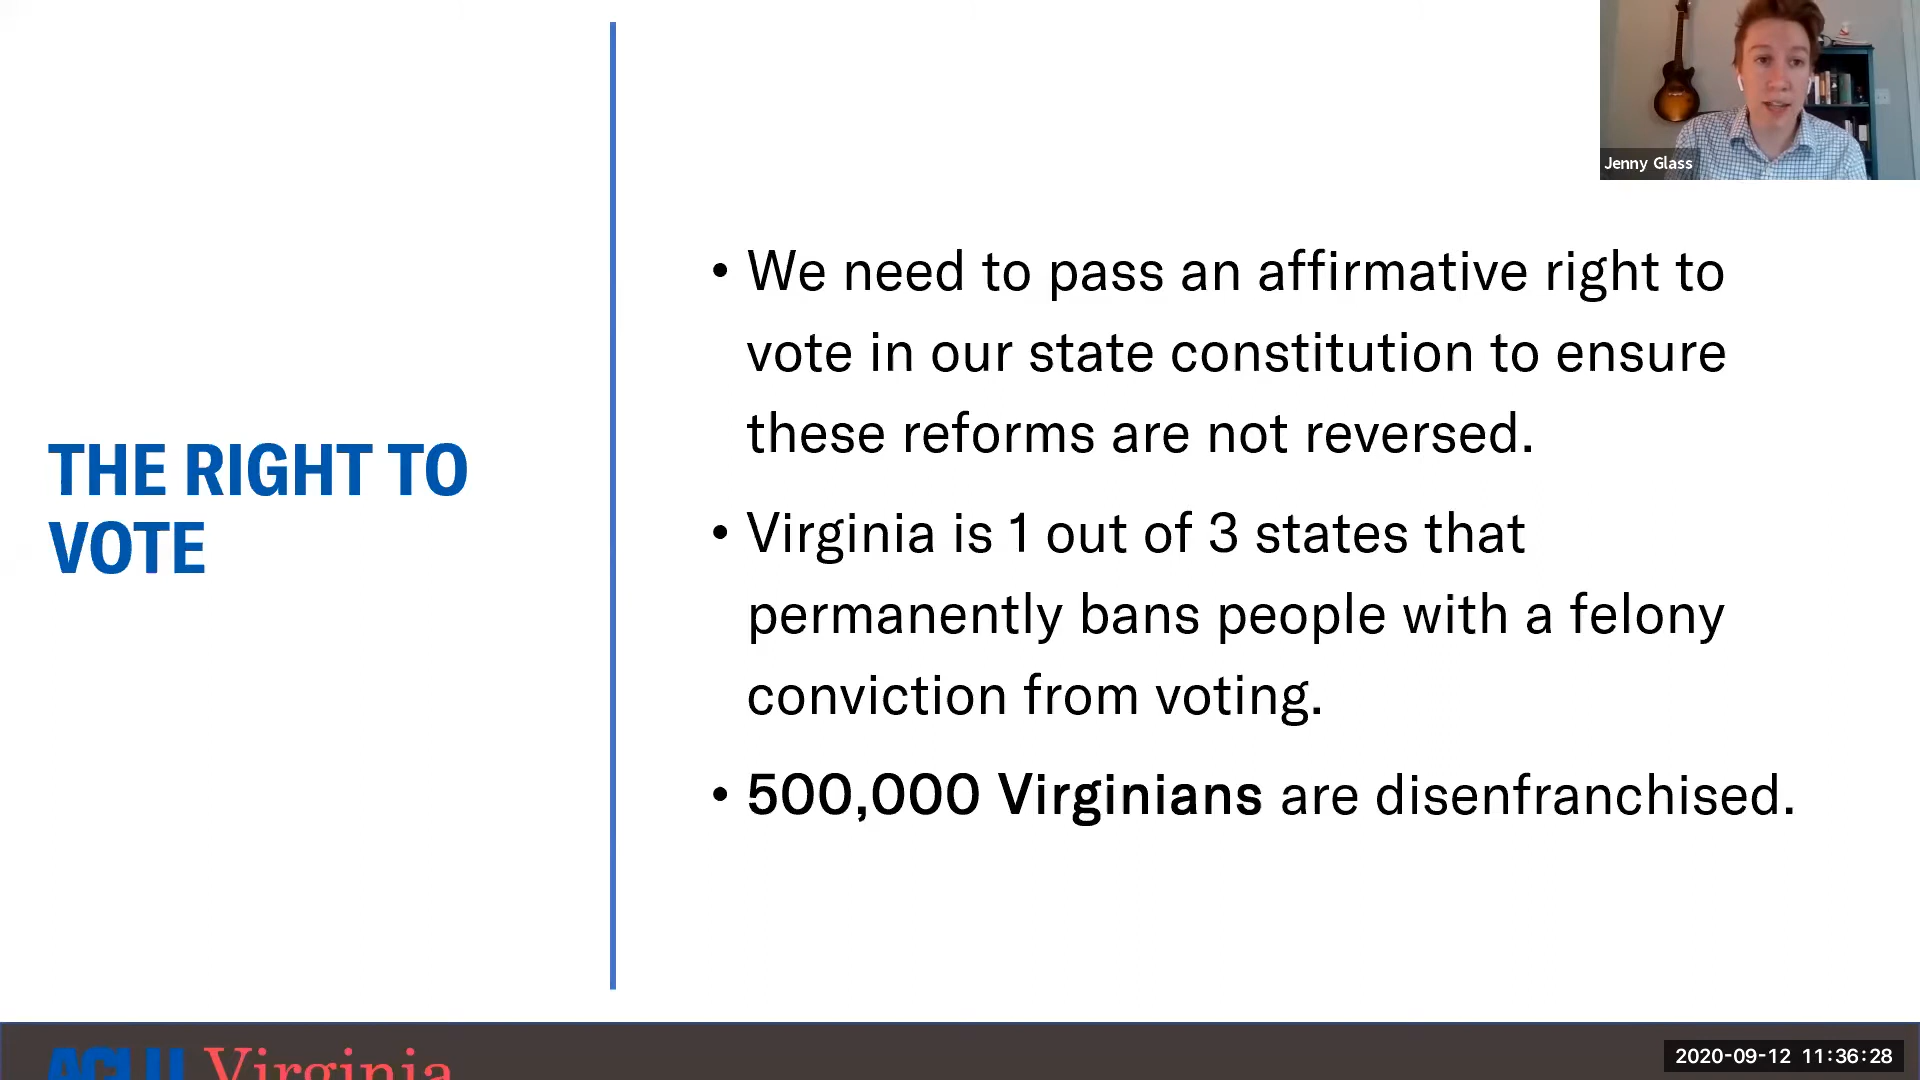 Jenny Glass
THE RIGHT TO
VOTE
• We need to pass an affirmative right to
vote in our state constitution to ensure
these reforms are not reversed.
• Virginia is 1 out of 3 states that
permanently bans people with a felony
conviction from voting.
• 500,000 Virginians are disenfranchised.
ACLU Virginia
2020-09-12 11:36:28